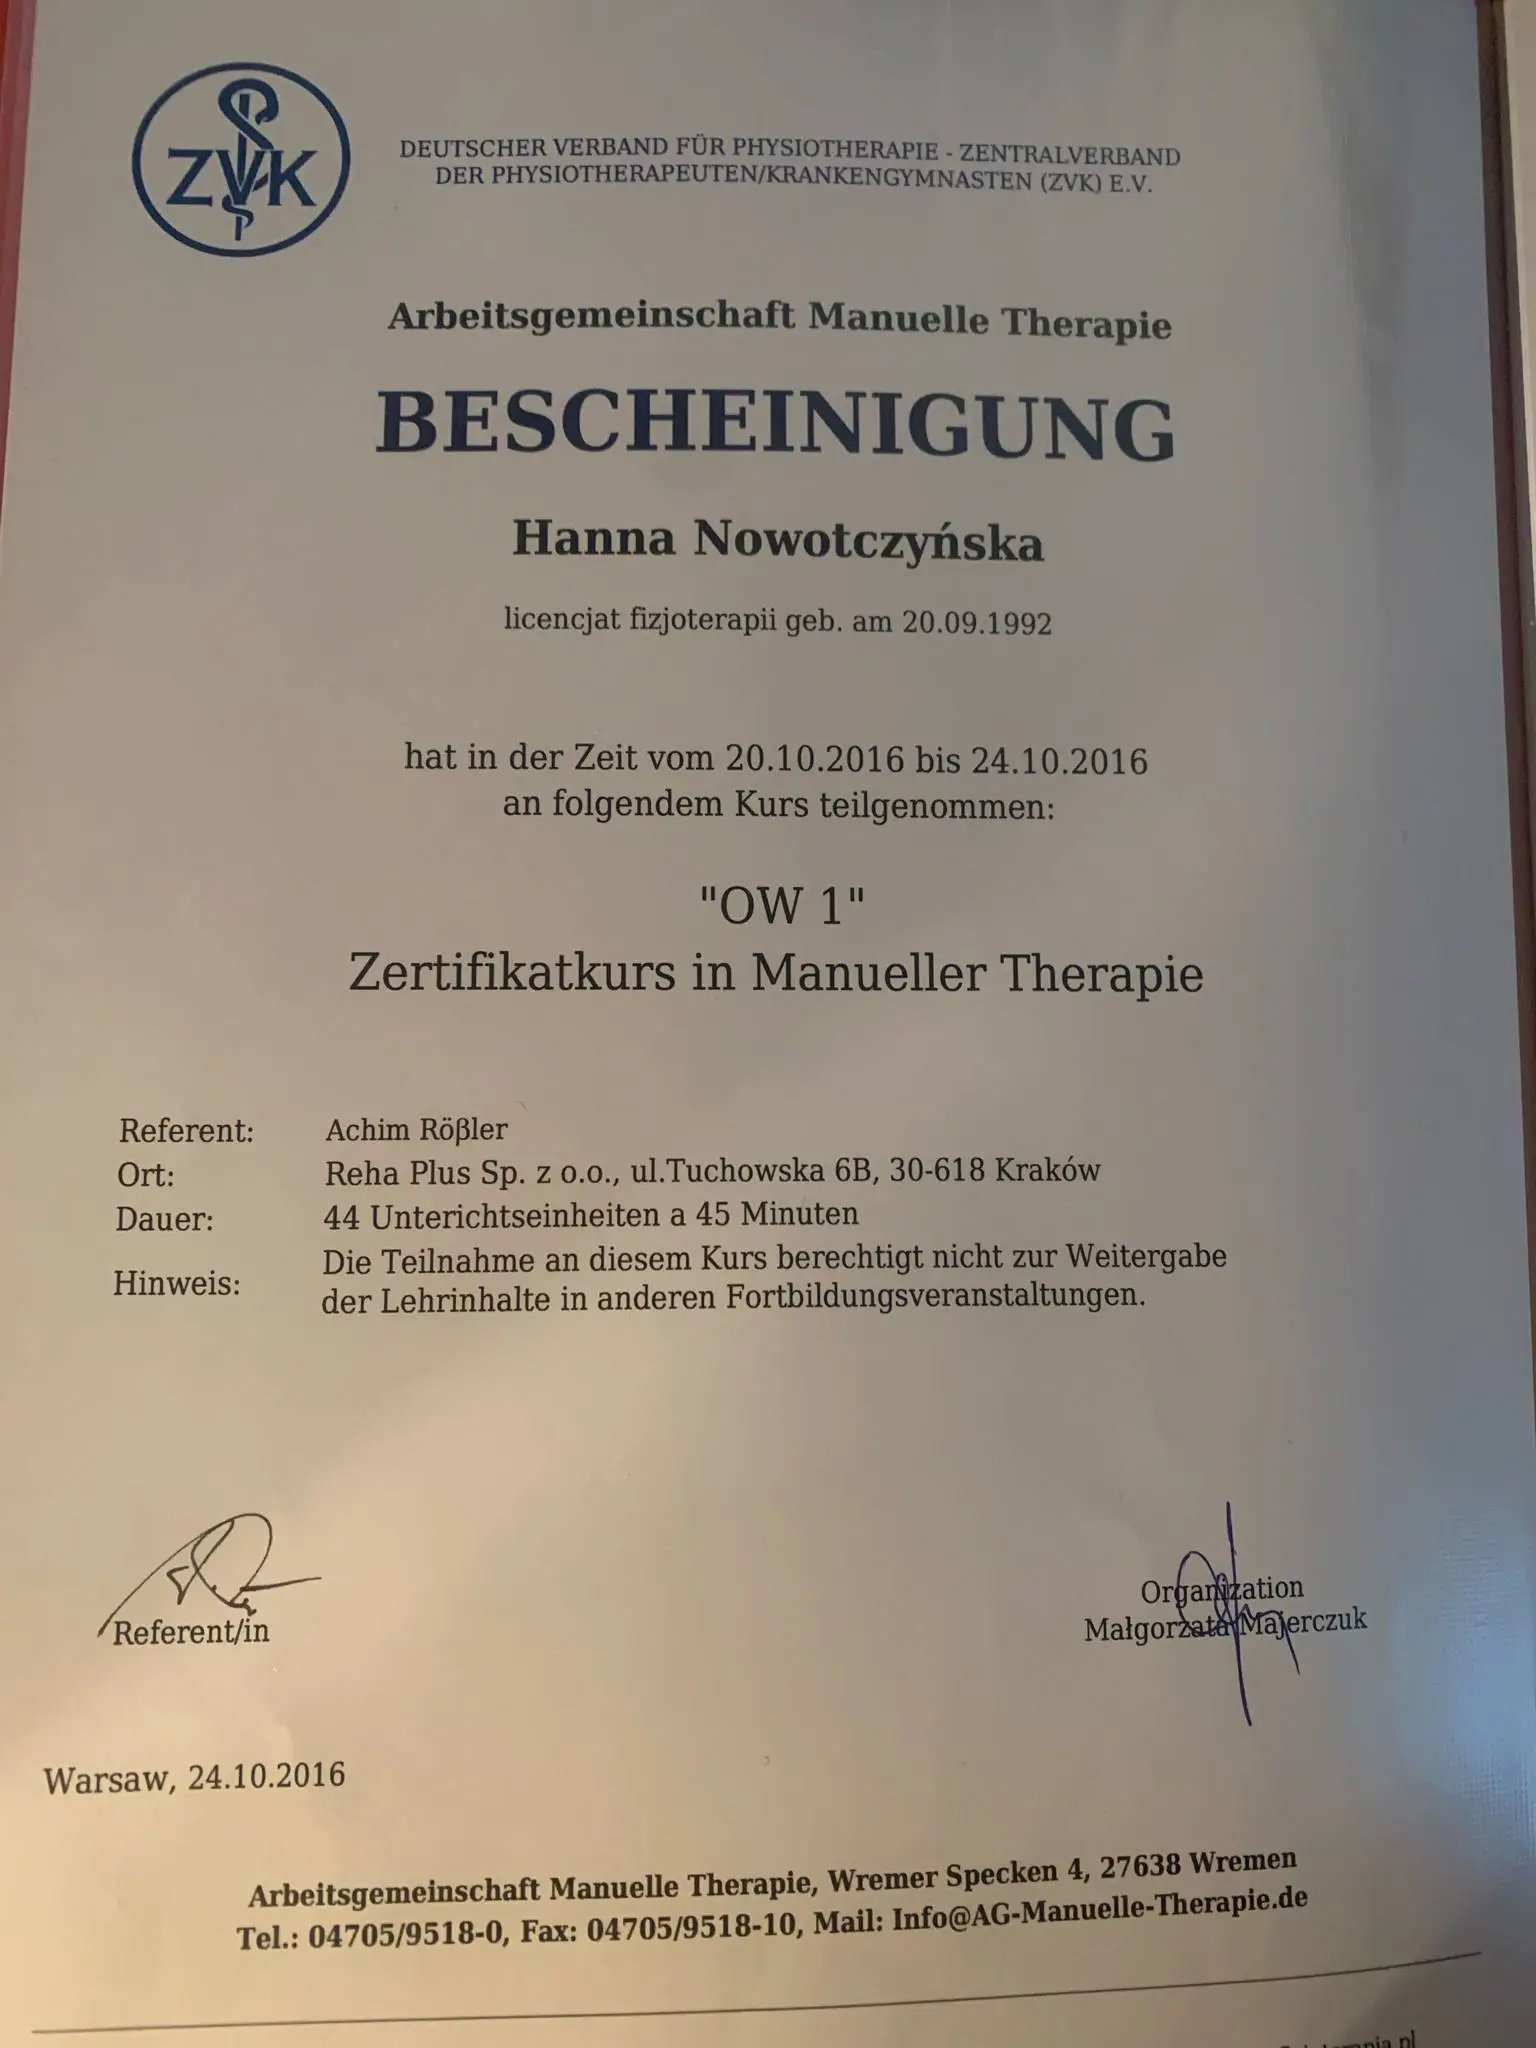 ZVK
DEUTSCHER VERBAND FÜR PHYSIOTHERAPIE - ZENTRALVERBAND
DER PHYSIOTHERAPEUTEN/KRANKENGYMNASTEN (ZVK) E.V.
Arbeitsgemeinschaft Manuelle Therapie
BESCHEINIGUNG
Hanna Nowotczyńska
licencjat fizjoterapii geb. am 20.09.1992
hat in der Zeit vom 20.10.2016 bis 24.10.2016
an folgendem Kurs teilgenommen:
"OW 1"
Zertifikatkurs in Manueller Therapie
Referent: Achim Rößler
Ort: Reha Plus Sp. z o.o., ul.Tuchowska 6B, 30-618 Kraków
Dauer: 44 Unterichtseinheiten a 45 Minuten
Hinweis: Die Teilnahme an diesem Kurs berechtigt nicht zur Weitergabe
der Lehrinhalte in anderen Fortbildungsveranstaltungen.
Referent/in
Organization
Małgorzata Majerczuk
Warsaw, 24.10.2016
Arbeitsgemeinschaft Manuelle Therapie, Wremer Specken 4, 27638 Wremen
Tel.: 04705/9518-0, Fax: 04705/9518-10, Mail: Info@AG-Manuelle-Therapie.de